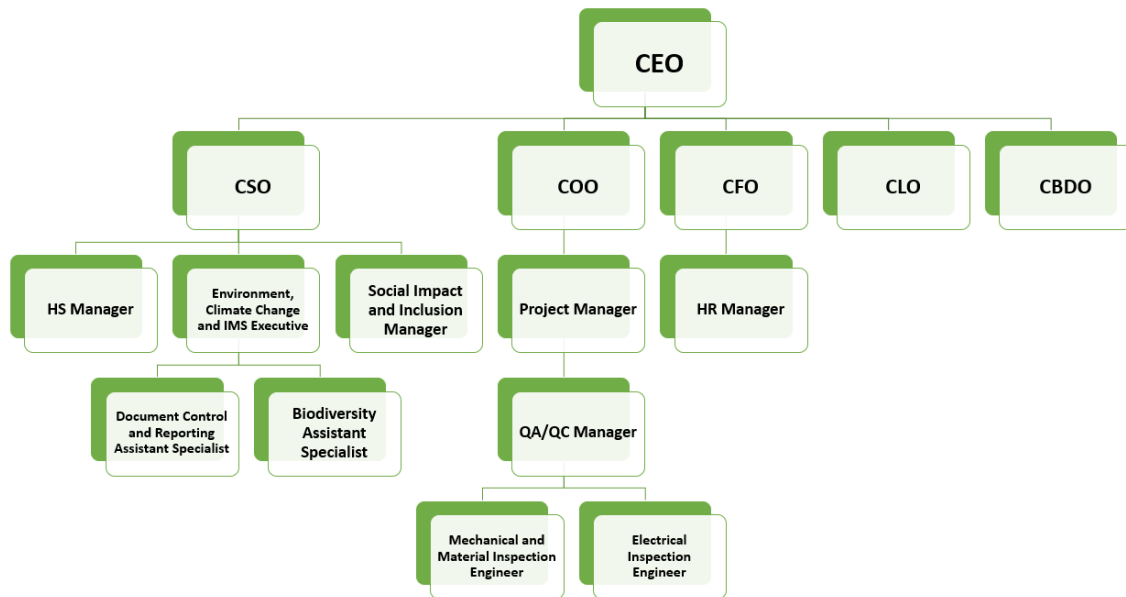 CEO
CSO
COO
CFO
CLO
CBDO
HS Manager
Environment,
Climate Change
and IMS Executive
Social Impact
and Inclusion
Manager
Project Manager
HR Manager
Document Control
and Reporting
Assistant Specialist
Biodiversity
Assistant
Specialist
QA/QC Manager
Mechanical and
Material Inspection
Engineer
Electrical
Inspection
Engineer